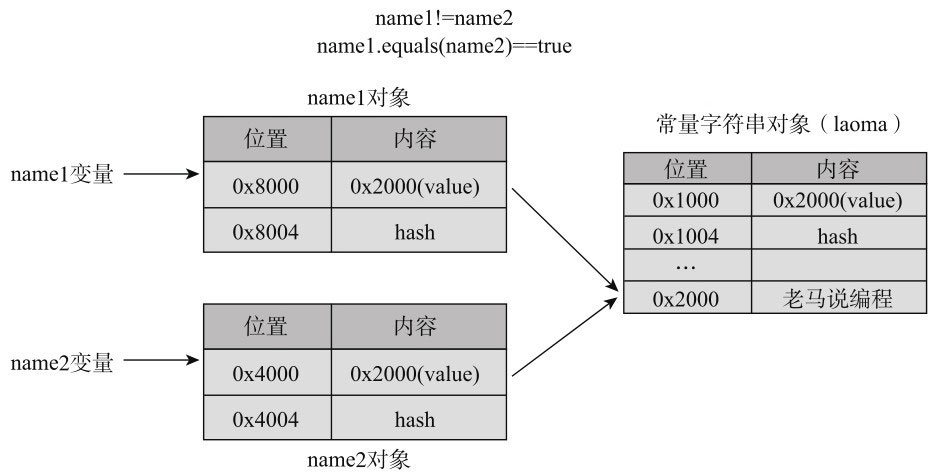 name1!=name2
name1.equals(name2)==true
name1对象
位置 内容
name1变量
0x8000 0x2000(value)
0x8004 hash
常量字符串对象（laoma）
位置 内容
0x1000 0x2000(value)
0x1004 hash
…
0x2000 老马说编程
位置 内容
name2变量
0x4000 0x2000(value)
0x4004 hash
name2对象